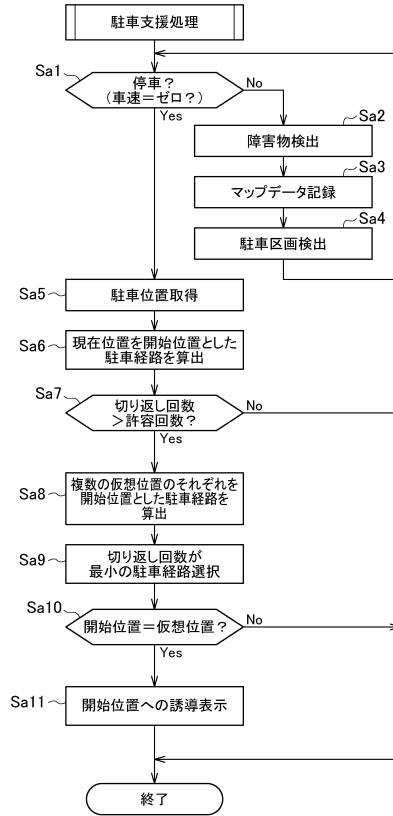 駐車支援処理
Sa1
停車？
（車速＝ゼロ？）
No
Yes
Sa2
障害物検出
Sa3
マップデータ記録
Sa4
駐車区画検出
Sa5
駐車位置取得
Sa6
現在位置を開始位置とした
駐車経路を算出
Sa7
切り返し回数
＞許容回数？
No
Yes
Sa8
複数の仮想位置のそれぞれを
開始位置とした駐車経路を
算出
Sa9
切り返し回数が
最小の駐車経路選択
Sa10
開始位置＝仮想位置？
No
Yes
Sa11
開始位置への誘導表示
終了